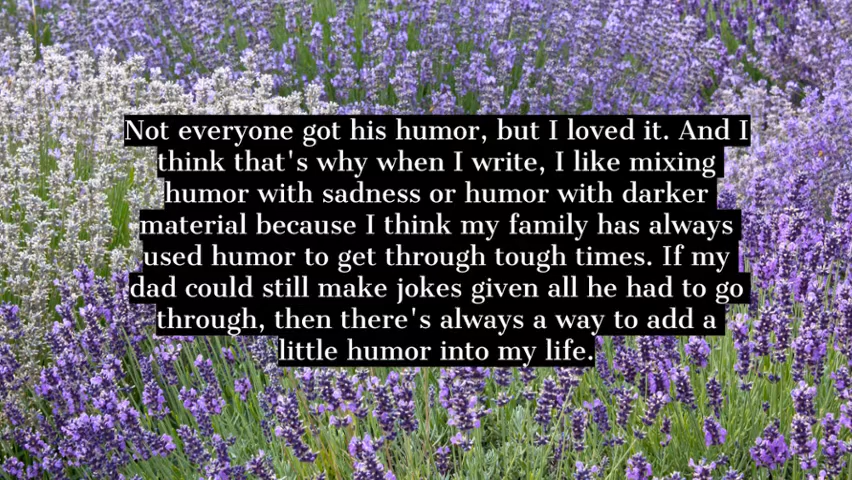 Not everyone got his humor, but I loved it. And I
think that's why when I write, I like mixing
humor with sadness or humor with darker
material because I think my family has always
used humor to get through tough times. If my
dad could still make jokes given all he had to go
through, then there's always a way to add a
little humor into my life.